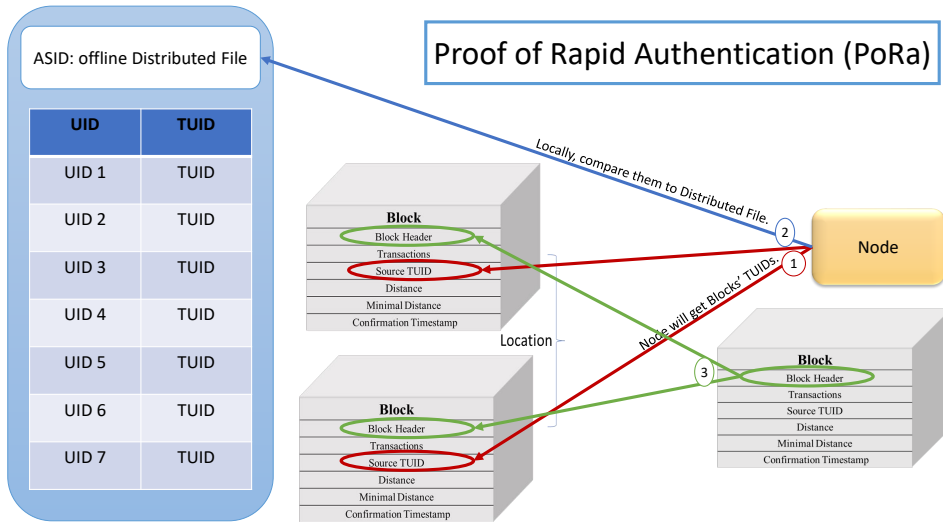 Proof of Rapid Authentication (PoRa)
ASID: offline Distributed File
UID TUID
UID 1 TUID
UID 2 TUID
UID 3 TUID
UID 4 TUID
UID 5 TUID
UID 6 TUID
UID 7 TUID
Locally, compare them to Distributed File.
2
1
Node
Node will get Blocks' TUIDs.
Block
Block Header
Transactions
Source TUID
Distance
Minimal Distance
Confirmation Timestamp
Location
3
Block
Block Header
Transactions
Source TUID
Distance
Minimal Distance
Confirmation Timestamp
Block
Block Header
Transactions
Source TUID
Distance
Minimal Distance
Confirmation Timestamp